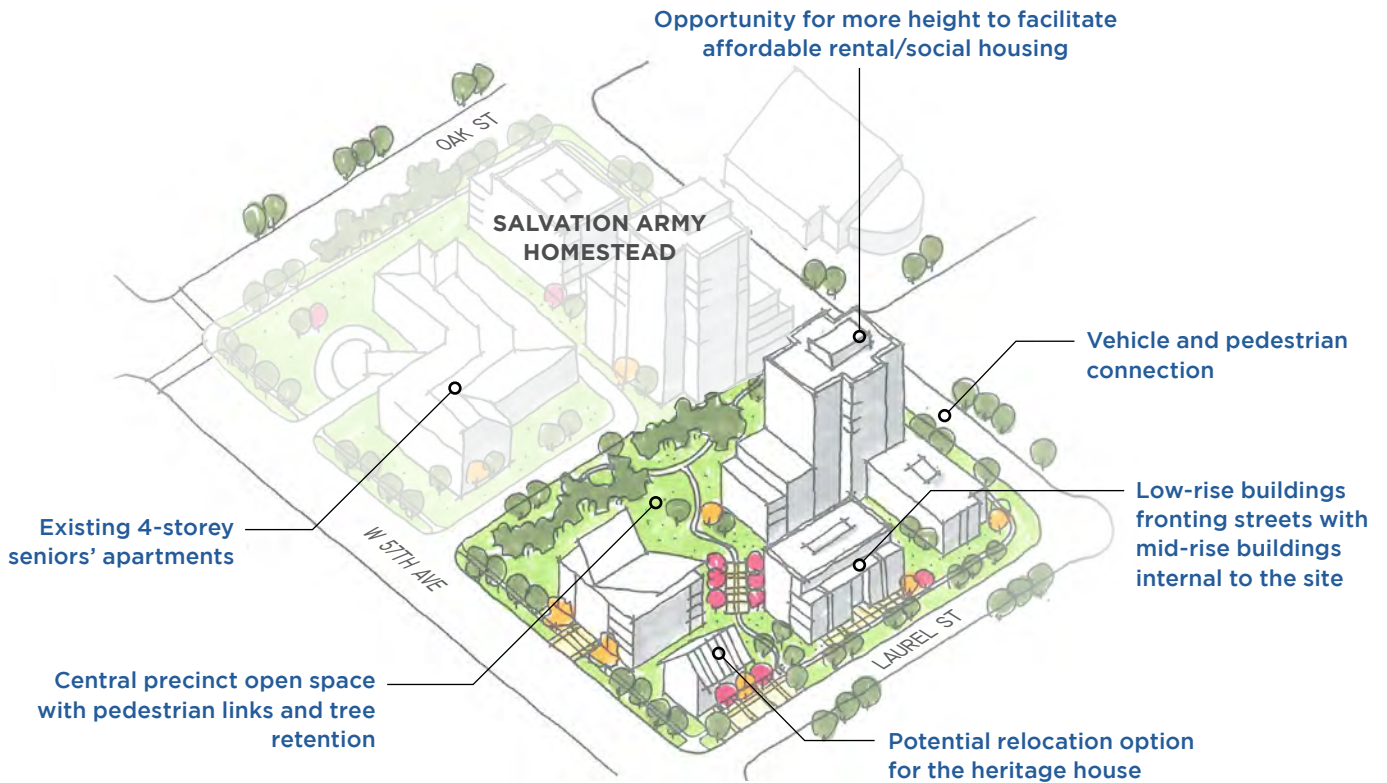 Opportunity for more height to facilitate
affordable rental/social housing
OAK ST
SALVATION ARMY
HOMESTEAD
Vehicle and pedestrian
connection
Low-rise buildings
fronting streets with
mid-rise buildings
internal to the site
Existing 4-storey
seniors' apartments
W 57TH AVE
LAUREL ST
Central precinct open space
with pedestrian links and tree
retention
Potential relocation option
for the heritage house